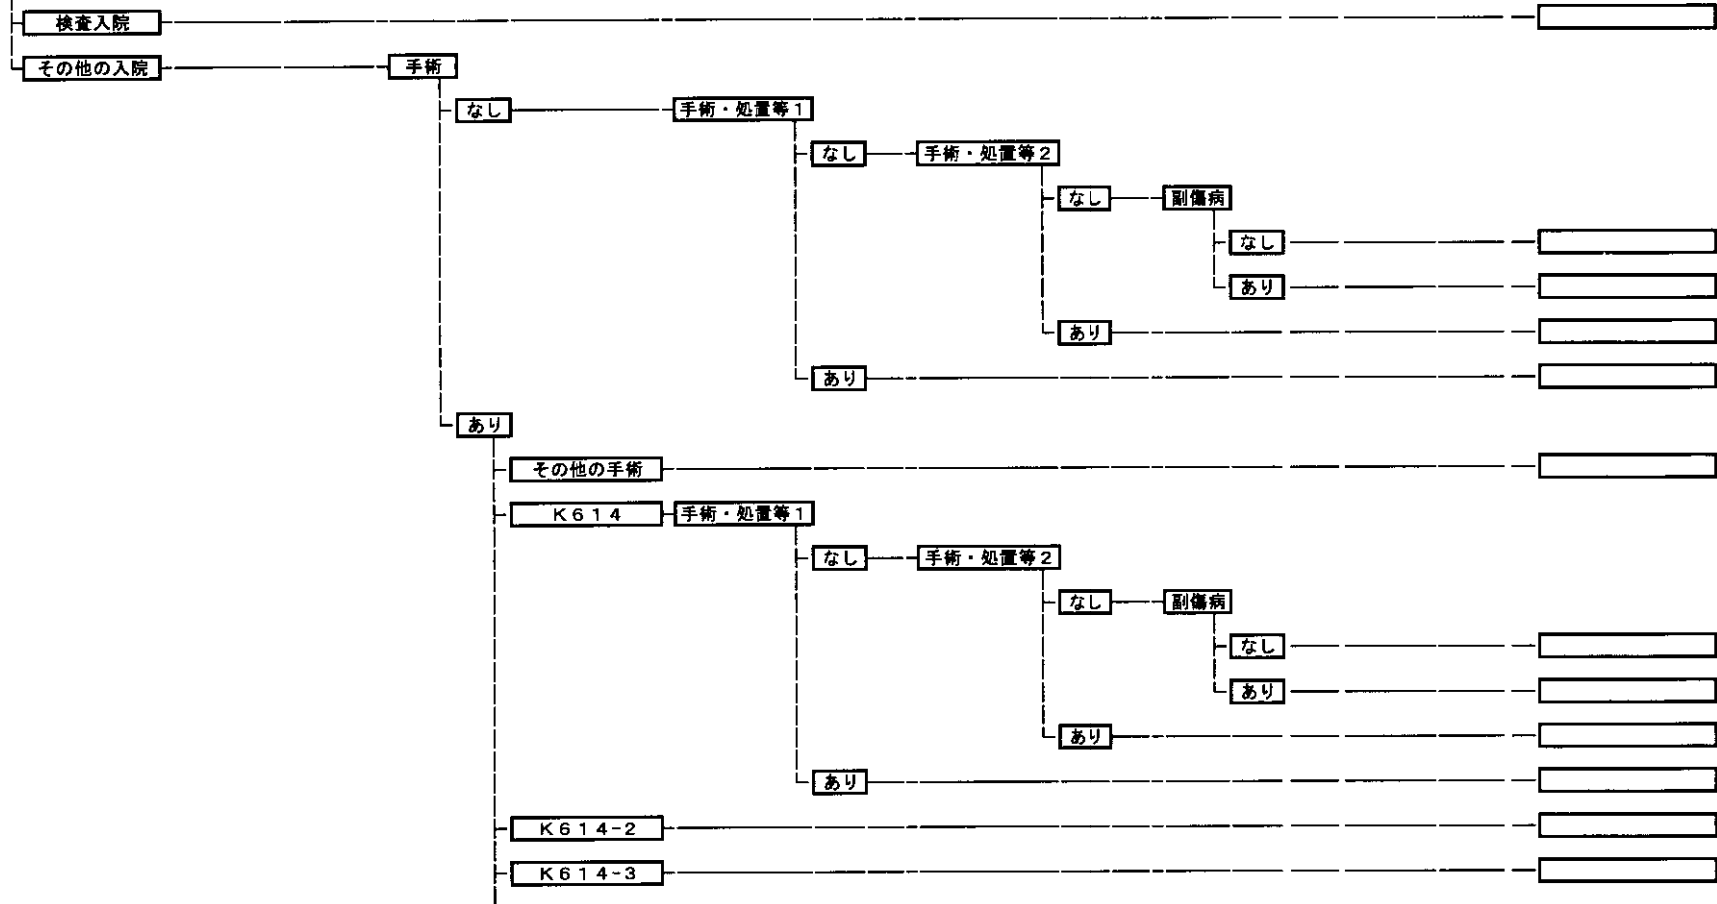 検査入院
その他の入院 手術
なし 手術・処置等1
なし 手術・処置等2
なし 副傷病
なし
あり
あり
あり
あり
その他の手術
K614 手術・処置等1
なし 手術・処置等2
なし 副傷病
なし
あり
あり
あり
K614-2
K614-3